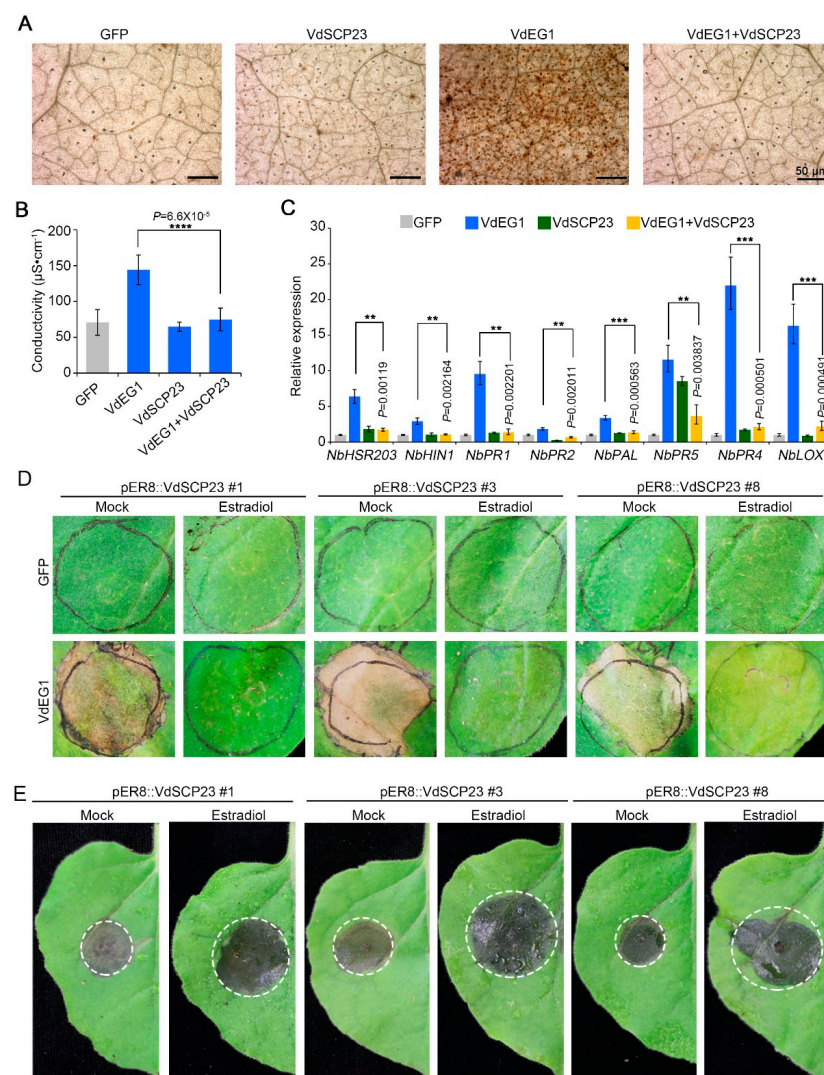 A
GFP VdSCP23 VdEG1 VdEG1+VdSCP23
50 μm
B
P=6.6X10-5
****
Conductcivity (μS•cm-1)
200
150
100
50
0
GFP VdEG1 VdSCP23 VdEG1+VdSCP23
C
GFP VdEG1 VdSCP23 VdEG1+VdSCP23
Relative expression
30
25
20
15
10
5
0
** ** ** ** *** ** *** ***
P=0.00119 P=0.002164 P=0.002201 P=0.002011 P=0.000563 P=0.003837 P=0.000501 P=0.000491
NbHSR203 NbHIN1 NbPR1 NbPR2 NbPAL NbPR5 NbPR4 NbLOX
D
pER8::VdSCP23 #1 pER8::VdSCP23 #3 pER8::VdSCP23 #8
Mock Estradiol Mock Estradiol Mock Estradiol
GFP
VdEG1
E
pER8::VdSCP23 #1 pER8::VdSCP23 #3 pER8::VdSCP23 #8
Mock Estradiol Mock Estradiol Mock Estradiol